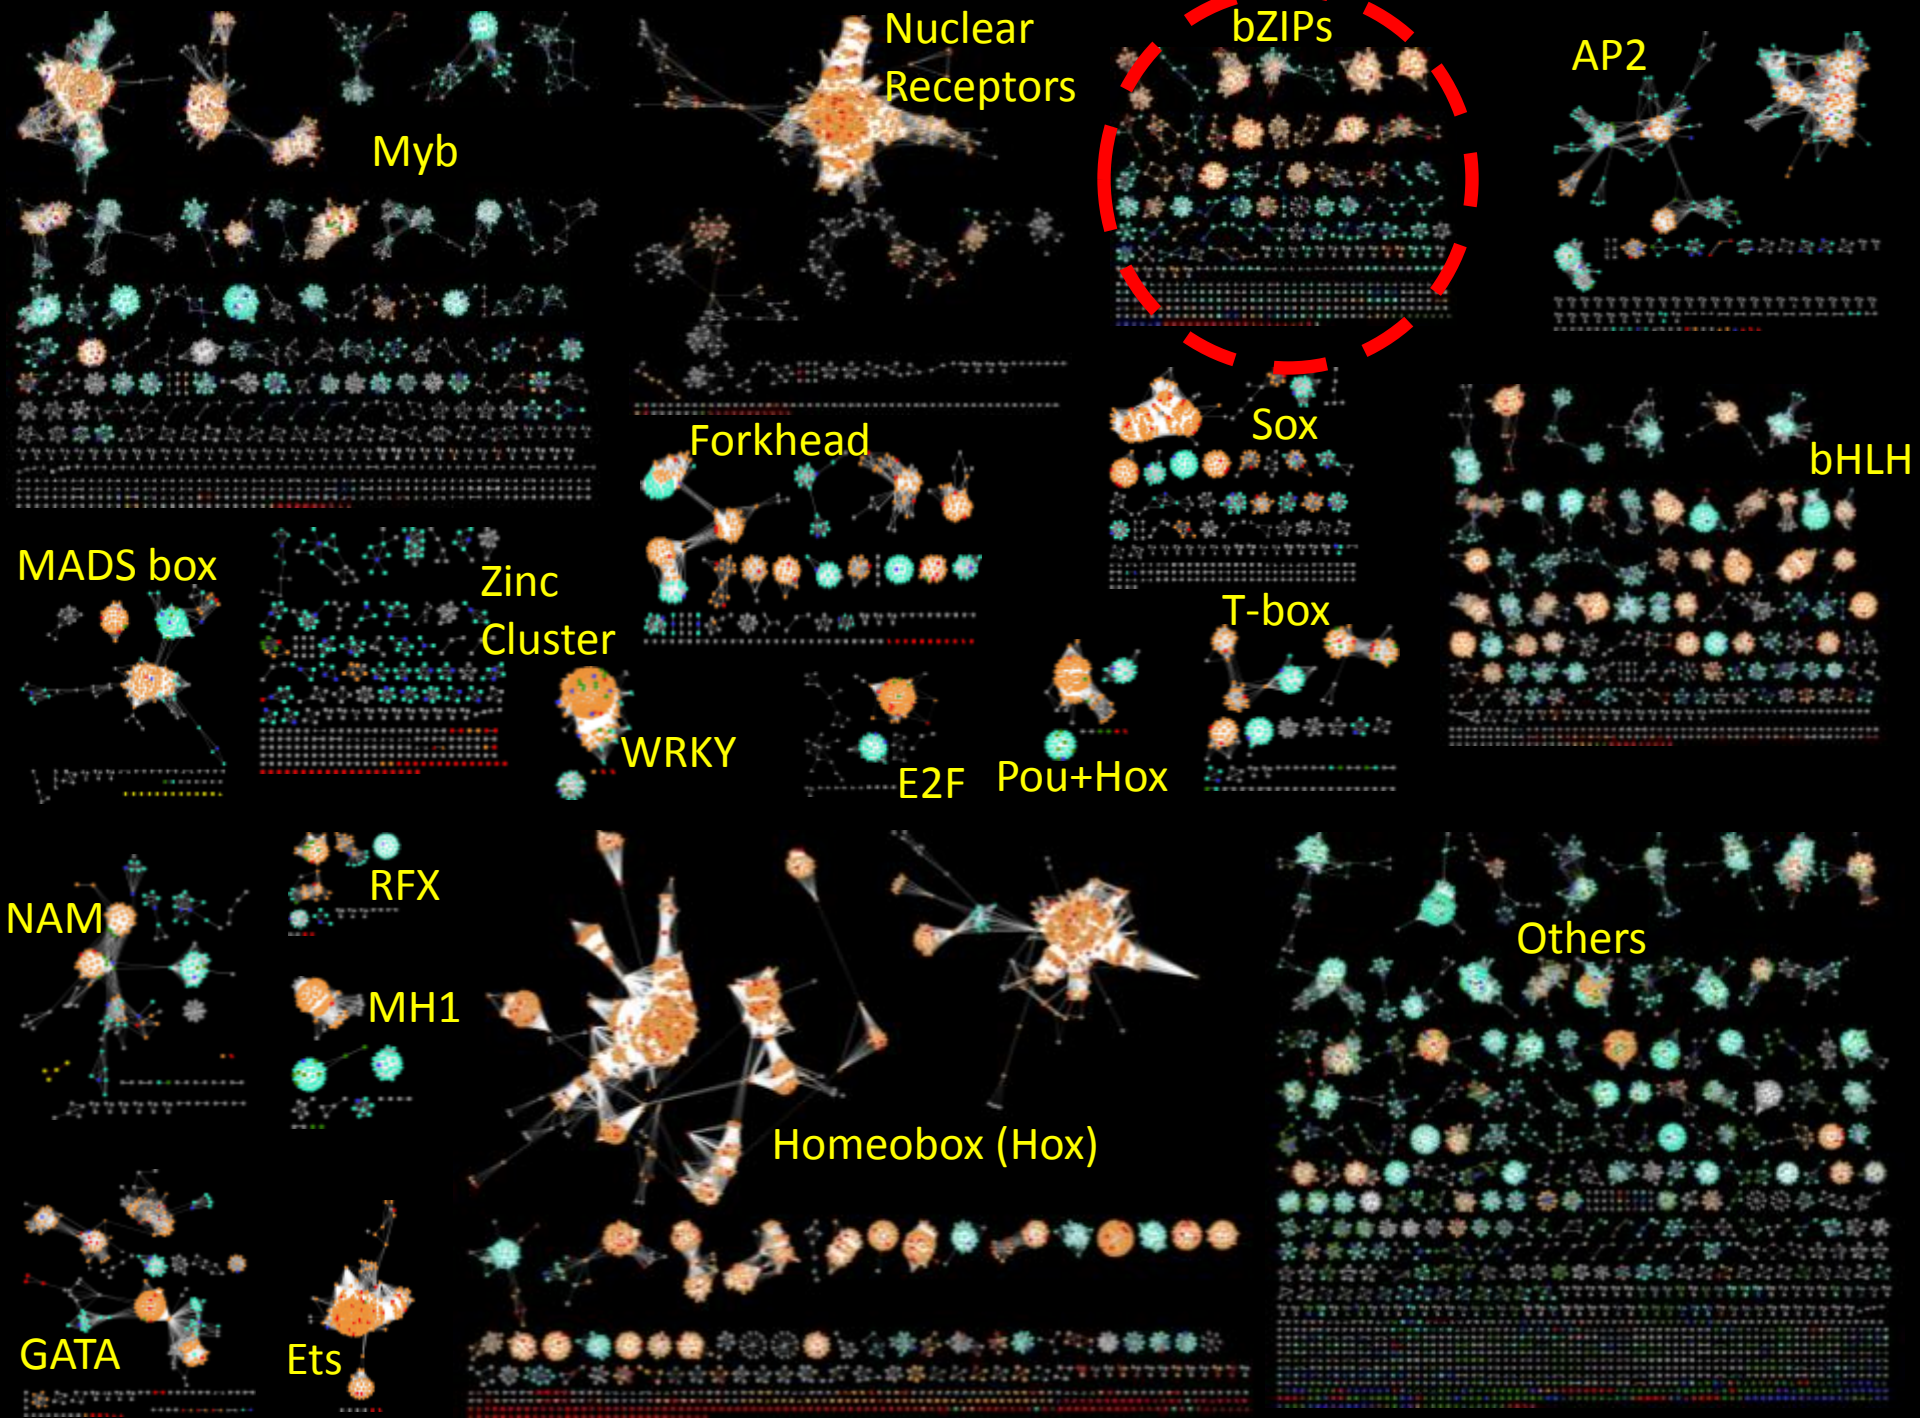 Nuclear
Receptors
bZIPs
AP2
Myb
Forkhead
Sox
bHLH
MADS box
Zinc
Cluster
T-box
WRKY
E2F
Pou+Hox
NAM
RFX
MH1
Others
Homeobox (Hox)
GATA
Ets